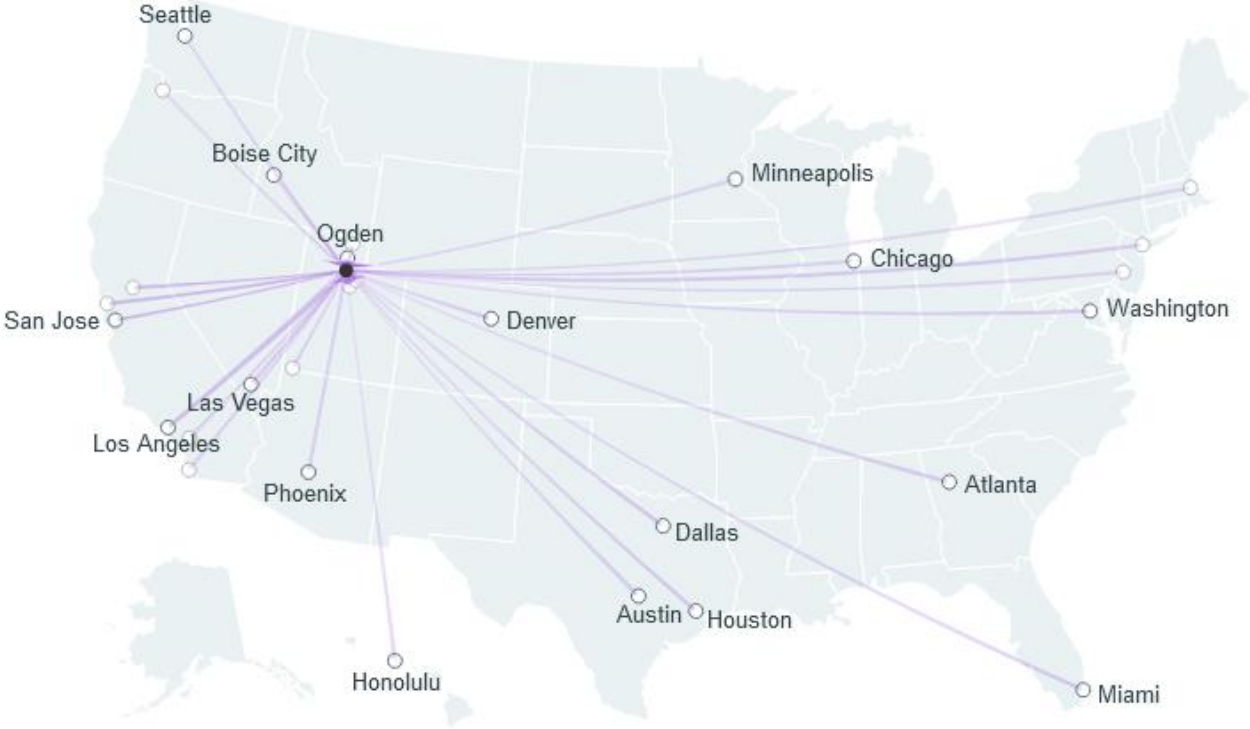 Seattle
Boise City
Minneapolis
Ogden
Chicago
Washington
San Jose
Denver
Las Vegas
Los Angeles
Phoenix
Atlanta
Dallas
Austin
Houston
Honolulu
Miami